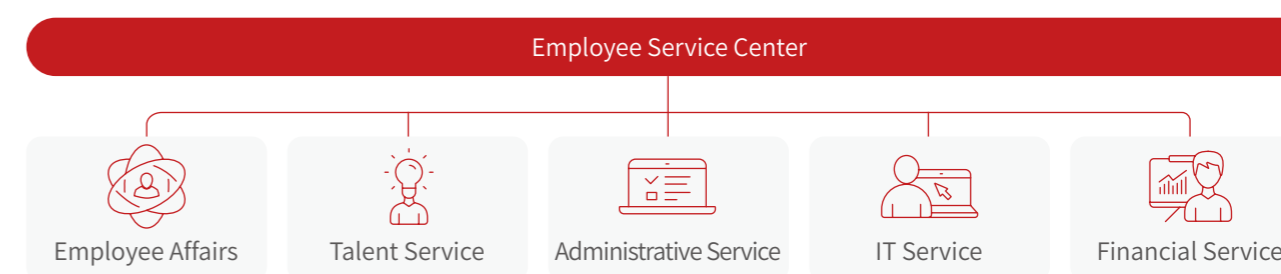 Employee Service Center
Employee Affairs
Talent Service
Administrative Service
IT Service
Financial Service